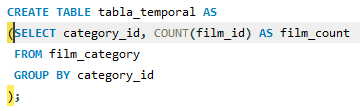 CREATE TABLE tabla_temporal AS
(SELECT category_id, COUNT(film_id) AS film_count
FROM film_category
GROUP BY category_id
);